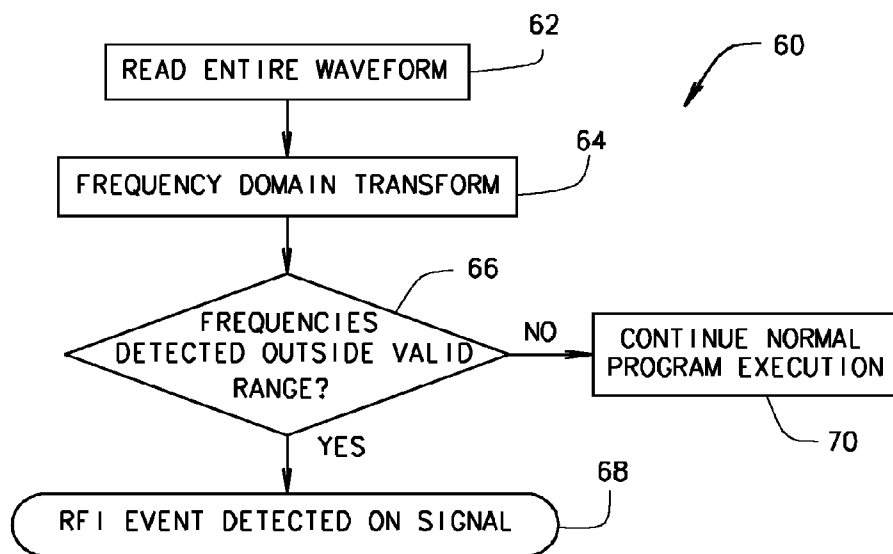 62
READ ENTIRE WAVEFORM
60
64
FREQUENCY DOMAIN TRANSFORM
66
FREQUENCIES
DETECTED OUTSIDE VALID
RANGE?
NO
CONTINUE NORMAL
PROGRAM EXECUTION
70
YES
68
RFI EVENT DETECTED ON SIGNAL